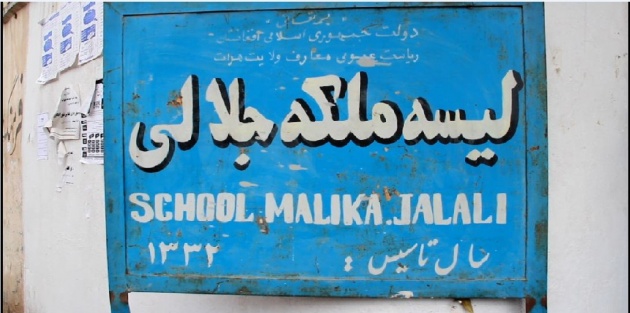 دولت جمهوری اسلامی افغانستان
ریاست عمومی معارف ولایت هرات
لیسه ملکه جلالی
SCHOOL.MALIKA.JALALI
سال تاسیس : ۱۳۳۲